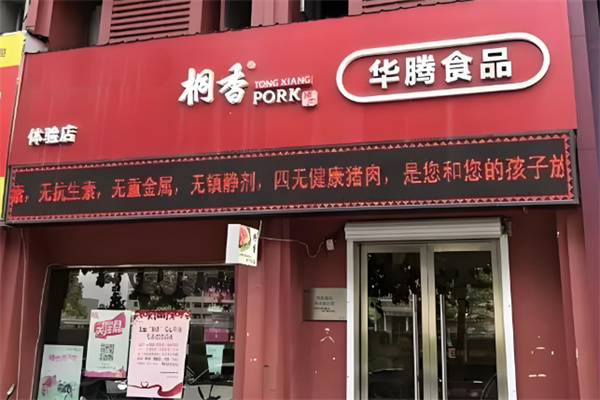 桐香
TONG XIANG
PORK
华腾食品
体验店
素，无抗生素，无重金属，无镇静剂，四无健康猪肉，是您和您的孩子放